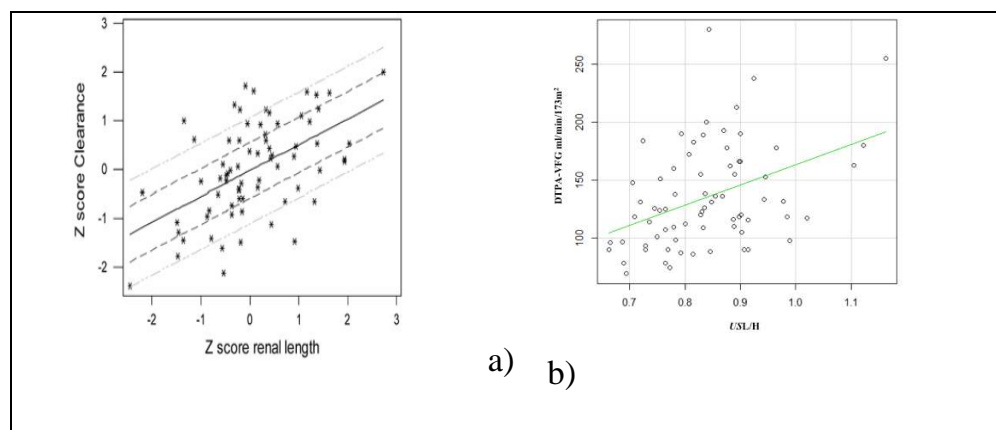 3
2
1
0
-1
-2
Z score Clearance
-2 -1 0 1 2 3
Z score renal length
a)
250
200
150
100
DTPA-VFG ml/min/173m²
0.7 0.8 0.9 1.0 1.1
USL/H
b)